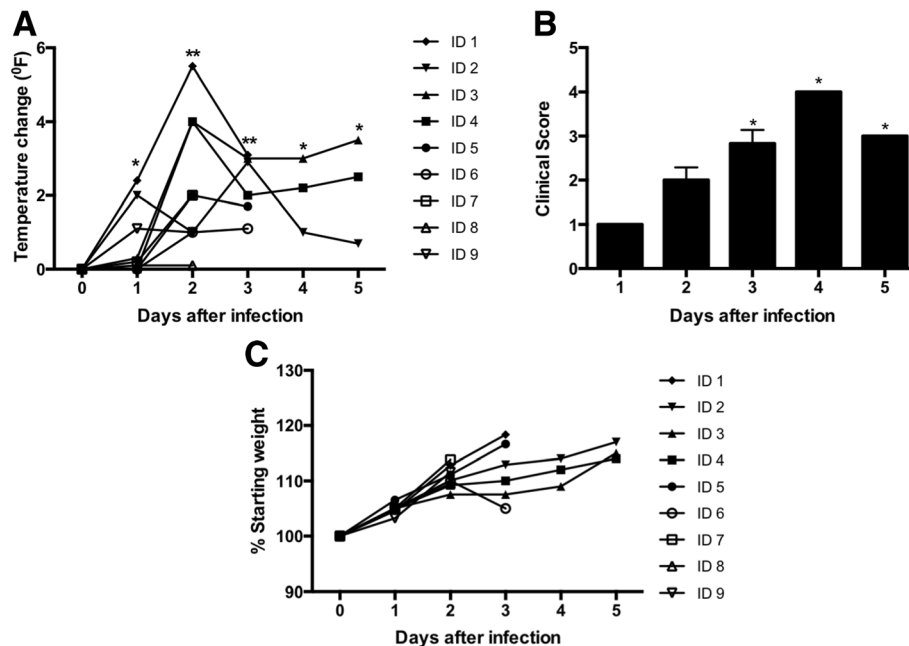 A
Temperature change (⁰F)
6
4
2
0
**
*
**
*
*
0 1 2 3 4 5
Days after infection
ID 1
ID 2
ID 3
ID 4
ID 5
ID 6
ID 7
ID 8
ID 9
B
Clinical Score
5
4
3
2
1
0
*
*
*
1 2 3 4 5
Days after infection
C
% Starting weight
130
120
110
100
90
0 1 2 3 4 5
Days after infection
ID 1
ID 2
ID 3
ID 4
ID 5
ID 6
ID 7
ID 8
ID 9